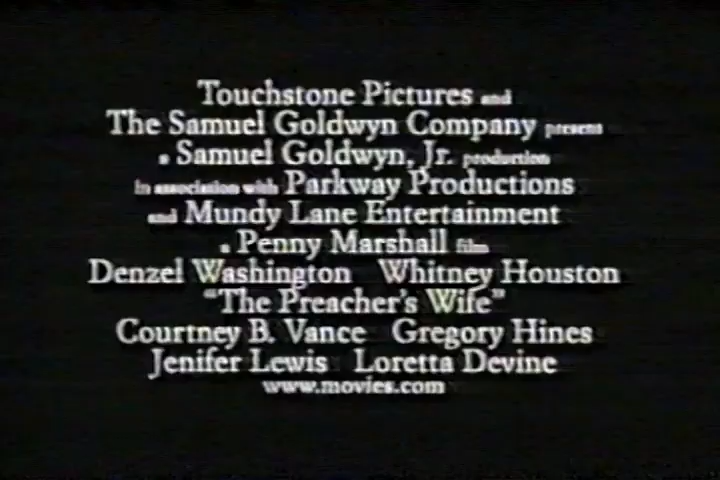 Touchstone Pictures and
The Samuel Goldwyn Company present
a Samuel Goldwyn, Jr. production
in association with Parkway Productions
and Mundy Lane Entertainment
a Penny Marshall film
Denzel Washington Whitney Houston
“The Preacher's Wife”
Courtney B. Vance Gregory Hines
Jenifer Lewis Loretta Devine
www.movies.com